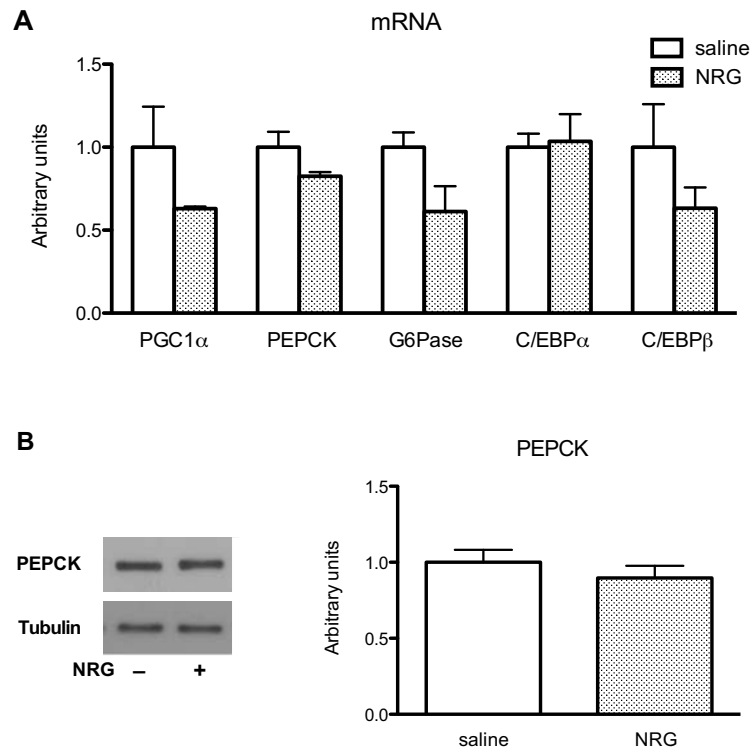 A
mRNA
saline
NRG
Arbitrary units
1.5
1.0
0.5
0.0
PGC1α PEPCK G6Pase C/EBPα C/EBPβ
B
PEPCK
Tubulin
NRG – +
PEPCK
Arbitrary units
1.5
1.0
0.5
0.0
saline NRG